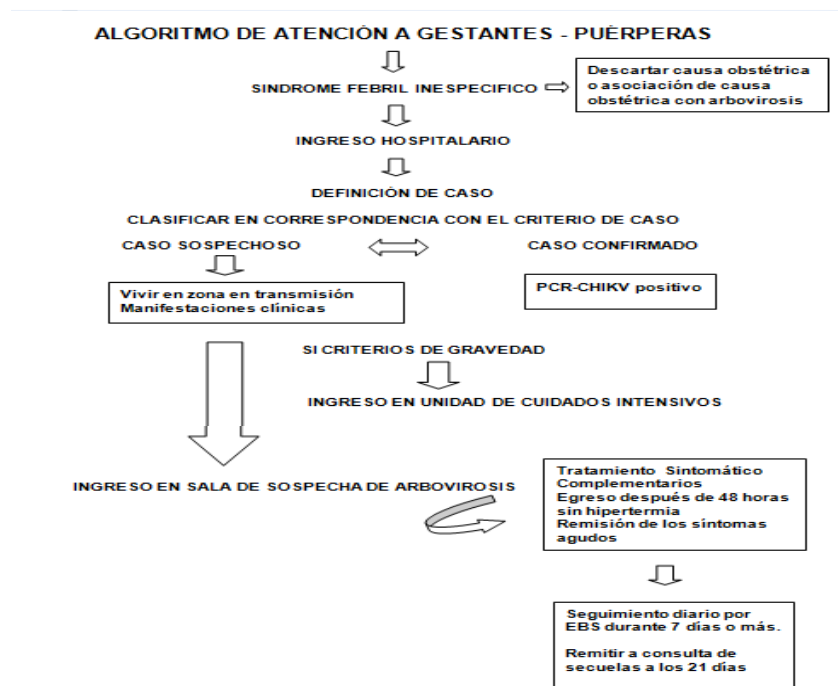 ALGORITMO DE ATENCIÓN A GESTANTES - PUÉRPERAS
SINDROME FEBRIL INESPECIFICO
Descartar causa obstétrica
o asociación de causa
obstétrica con arbovirosis
INGRESO HOSPITALARIO
DEFINICIÓN DE CASO
CLASIFICAR EN CORRESPONDENCIA CON EL CRITERIO DE CASO
CASO SOSPECHOSO
CASO CONFIRMADO
Vivir en zona en transmisión
Manifestaciones clínicas
PCR-CHIKV positivo
SI CRITERIOS DE GRAVEDAD
INGRESO EN UNIDAD DE CUIDADOS INTENSIVOS
INGRESO EN SALA DE SOSPECHA DE ARBOVIROSIS
Tratamiento Sintomático
Complementarios
Egreso después de 48 horas
sin hipertermia
Remisión de los síntomas
agudos
Seguimiento diario por
EBS durante 7 días o más.
Remitir a consulta de
secuelas a los 21 días